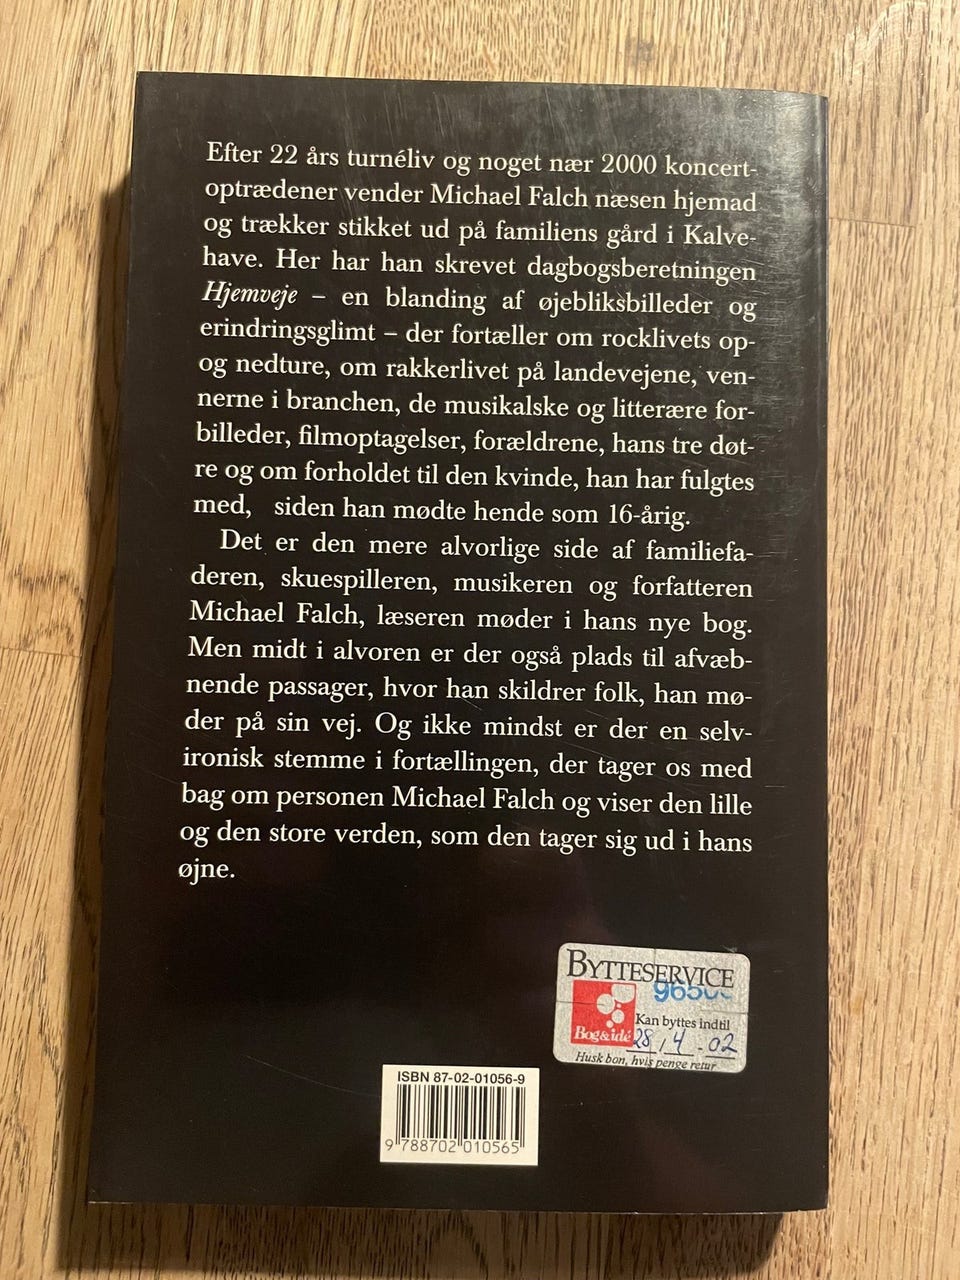 Efter 22 års turnéliv og noget nær 2000 koncert-
optrædener vender Michael Falch næsen hjemad
og trækker stikket ud på familiens gård i Kalve-
have. Her har han skrevet dagbogsberetningen
Hjemveje – en blanding af øjebliksbilleder og
erindringsglimt – der fortæller om rocklivets op-
og nedture, om rakkerlivet på landevejene, ven-
nerne i branchen, de musikalske og litterære for-
billeder, filmoptagelser, forældrene, hans tre døt-
re og om forholdet til den kvinde, han har fulgtes
med, siden han mødte hende som 16-årig.
Det er den mere alvorlige side af familiefa-
deren, skuespilleren, musikeren og forfatteren
Michael Falch, læseren møder i hans nye bog.
Men midt i alvoren er der også plads til afvæb-
nende passager, hvor han skildrer folk, han mø-
der på sin vej. Og ikke mindst er der en selv-
ironisk stemme i fortællingen, der tager os med
bag om personen Michael Falch og viser den lille
og den store verden, som den tager sig ud i hans
øjne.
BYTTESERVICE
Kan byttes indtil
Bog&idé 28, 4 - 02
Husk bon, hvis penge retur
ISBN 87-02-01056-9
9 788702 010565